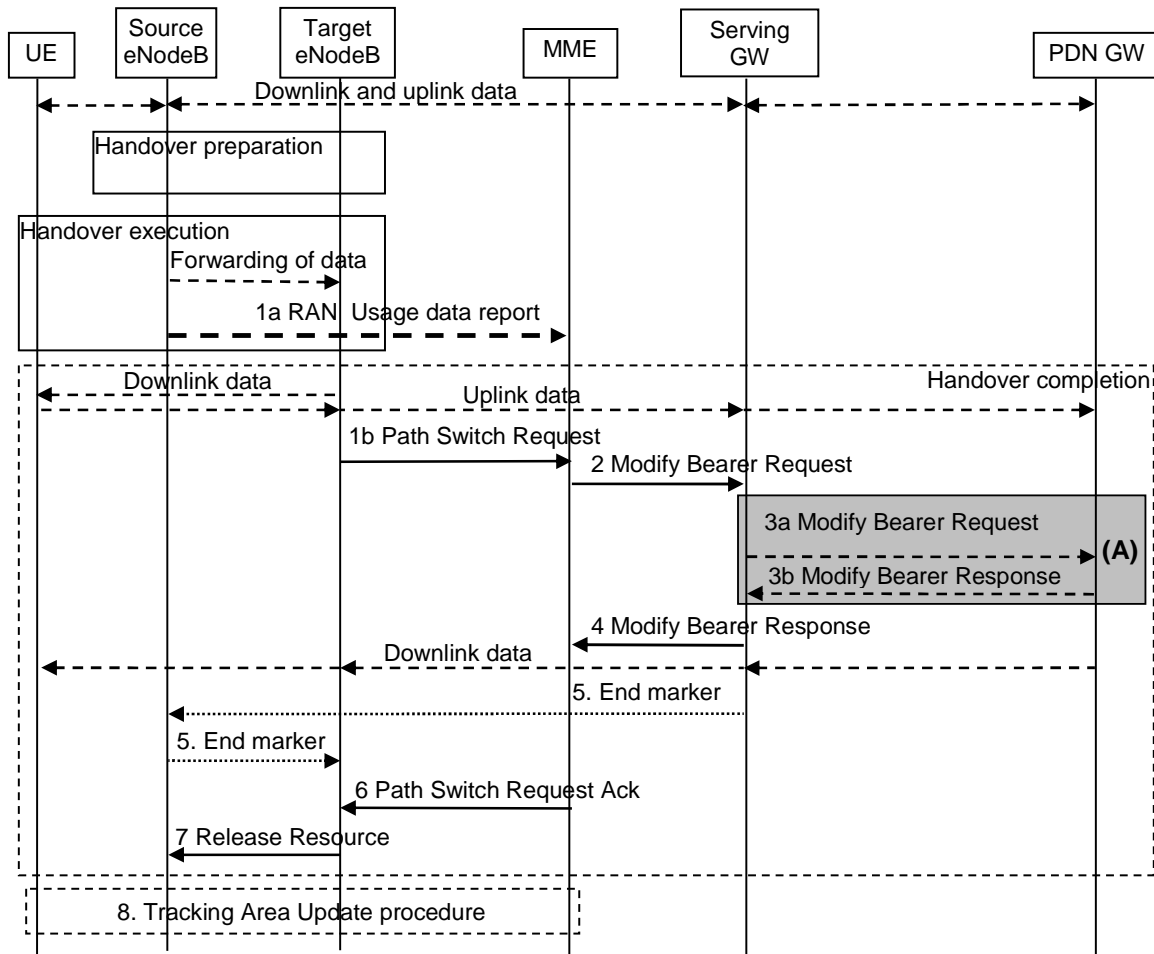 UE
Source
eNodeB
Target
eNodeB
MME
Serving
GW
PDN GW
Downlink and uplink data
Handover preparation
Handover execution
Forwarding of data
1a RAN  Usage data report
Downlink data
Handover completion
Uplink data
1b Path Switch Request
2 Modify Bearer Request
3a Modify Bearer Request
(A)
3b Modify Bearer Response
4 Modify Bearer Response
Downlink data
5. End marker
5. End marker
6 Path Switch Request Ack
7 Release Resource
8. Tracking Area Update procedure